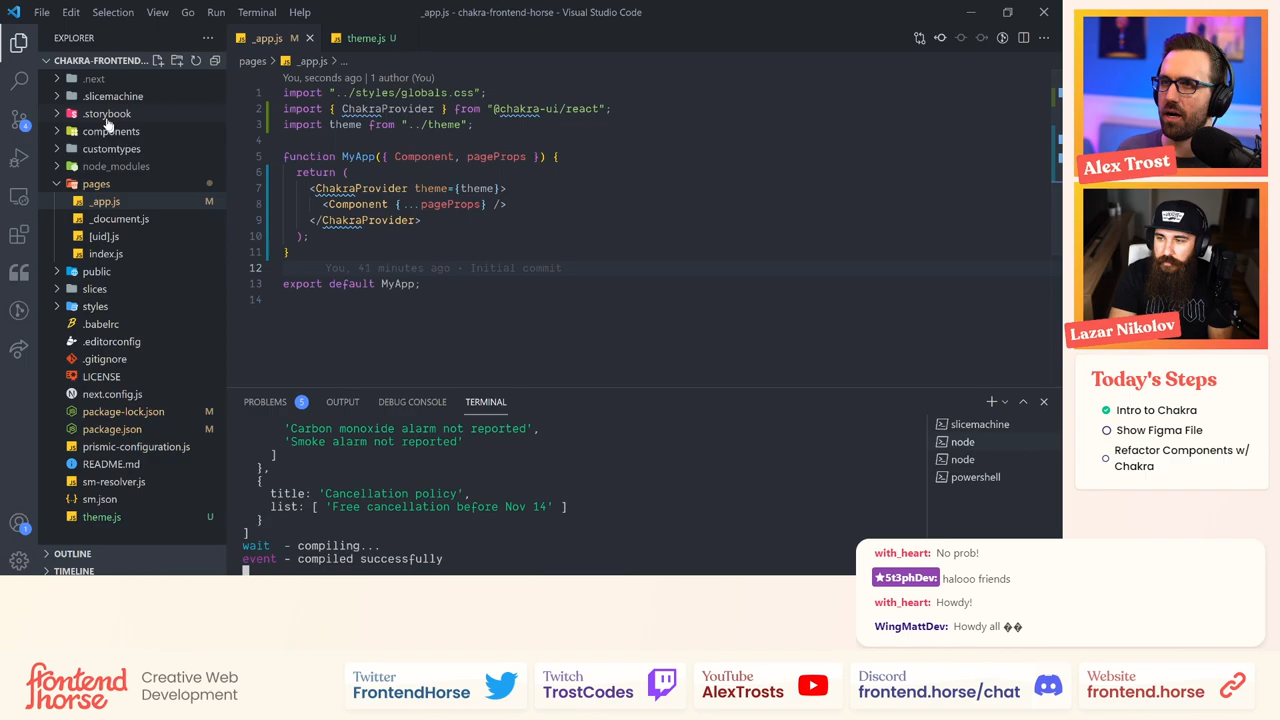 File Edit Selection View Go Run Terminal Help
_app.js - chakra-frontend-horse - Visual Studio Code
EXPLORER
CHAKRA-FRONTEND...
.next
.slicemachine
.storybook
components
customtypes
node_modules
pages
_app.js M
_document.js
[uid].js
index.js
public
slices
styles
.babelrc
.editorconfig
.gitignore
LICENSE
next.config.js
package-lock.json M
package.json M
prismic-configuration.js
README.md
sm-resolver.js
sm.json
theme.js U
OUTLINE
TIMELINE
4
1
_app.js M
theme.js U
pages > _app.js > ...
You, seconds ago | 1 author (You)
1 import "../styles/globals.css";
2 import { ChakraProvider } from "@chakra-ui/react";
3 import theme from "../theme";
4
5 function MyApp({ Component, pageProps }) {
6 return (
7 <ChakraProvider theme={theme}>
8 <Component {...pageProps} />
9 </ChakraProvider>
10 );
11 }
12 You, 41 minutes ago • Initial commit
13 export default MyApp;
14
PROBLEMS 5 OUTPUT DEBUG CONSOLE TERMINAL
'Carbon monoxide alarm not reported',
'Smoke alarm not reported'
]
},
{
title: 'Cancellation policy',
list: [ 'Free cancellation before Nov 14' ]
}
]
wait - compiling...
event - compiled successfully
slicemachine
node
node
powershell
Alex Trost
Lazar Nikolov
Today's Steps
Intro to Chakra
Show Figma File
Refactor Components w/
Chakra
with_heart: No prob!
★5t3phDev: halooo friends
with_heart: Howdy!
WingMattDev: Howdy all ��
frontend
horse
Creative Web
Development
Twitter
FrontendHorse
Twitch
TrostCodes
YouTube
AlexTrosts
Discord
frontend.horse/chat
Website
frontend.horse